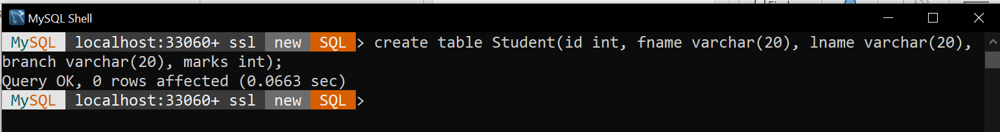 MySQL Shell
MySQL localhost:33060+ ssl new SQL > create table Student(id int, fname varchar(20), lname varchar(20),
branch varchar(20), marks int);
Query OK, 0 rows affected (0.0663 sec)
MySQL localhost:33060+ ssl new SQL >